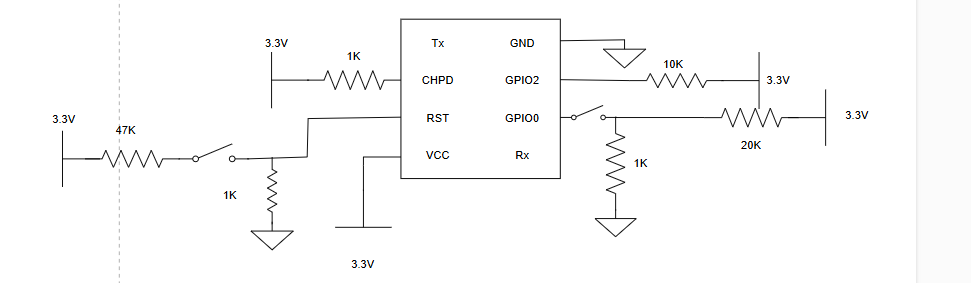 3.3V
1K
Tx
GND
10K
3.3V
CHPD
GPIO2
3.3V
47K
RST
GPIO0
3.3V
20K
VCC
Rx
1K
1K
3.3V